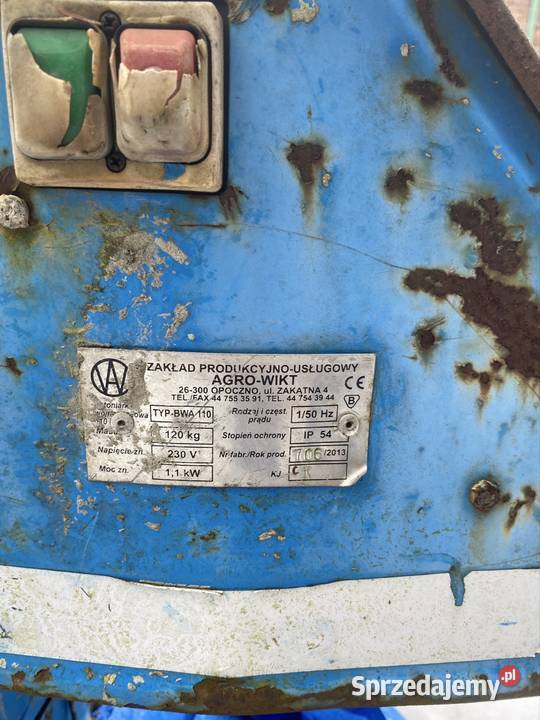 ZAKŁAD PRODUKCYJNO-USŁUGOWY
AGRO-WIKT
26-300 OPOCZNO, ul. ZAKATNA 4
TEL./FAX 44 755 35 91, TEL. 44 754 39 44
CE
B
TYP-BWA 110 Rodzaj i częst. prądu 1/50 Hz
120 kg Stopień ochrony IP 54
Napięcie zn. 230 V Nr fabr./Rok prod. /2013
Moc zn. 1,1 kW KJ
Sprzedajemy.pl